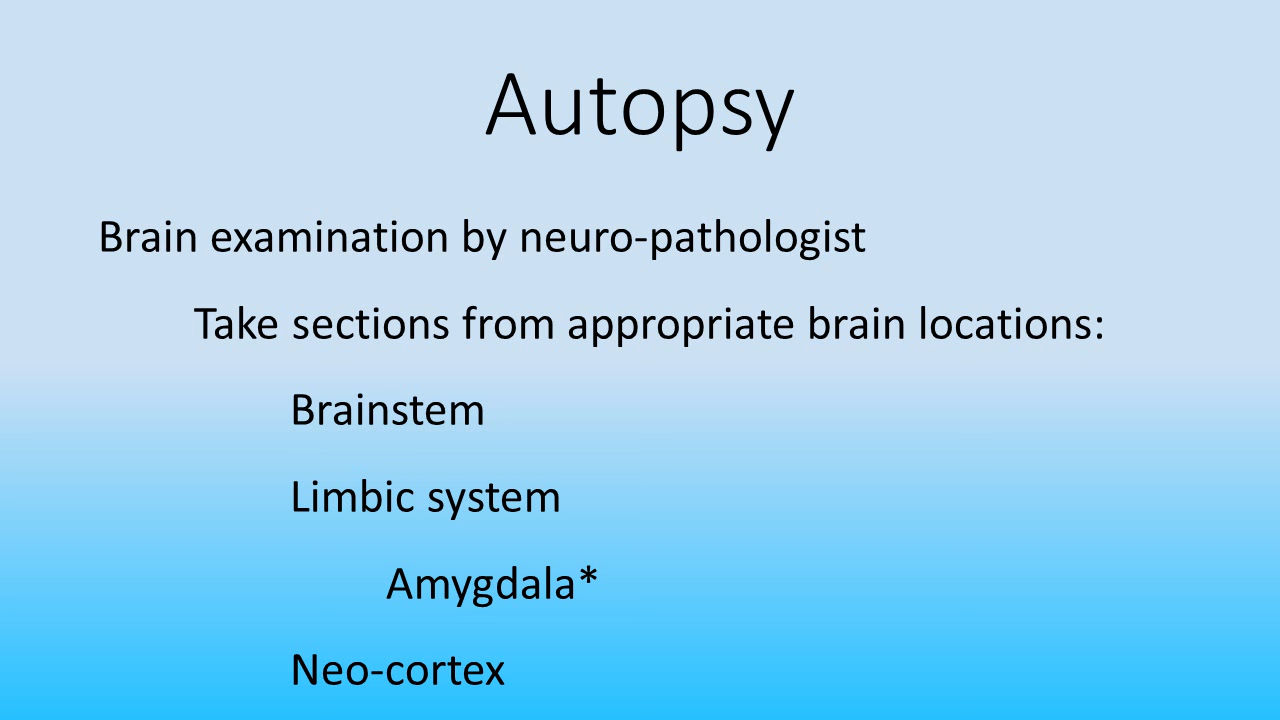 Autopsy
Brain examination by neuro-pathologist
Take sections from appropriate brain locations:
Brainstem
Limbic system
Amygdala*
Neo-cortex